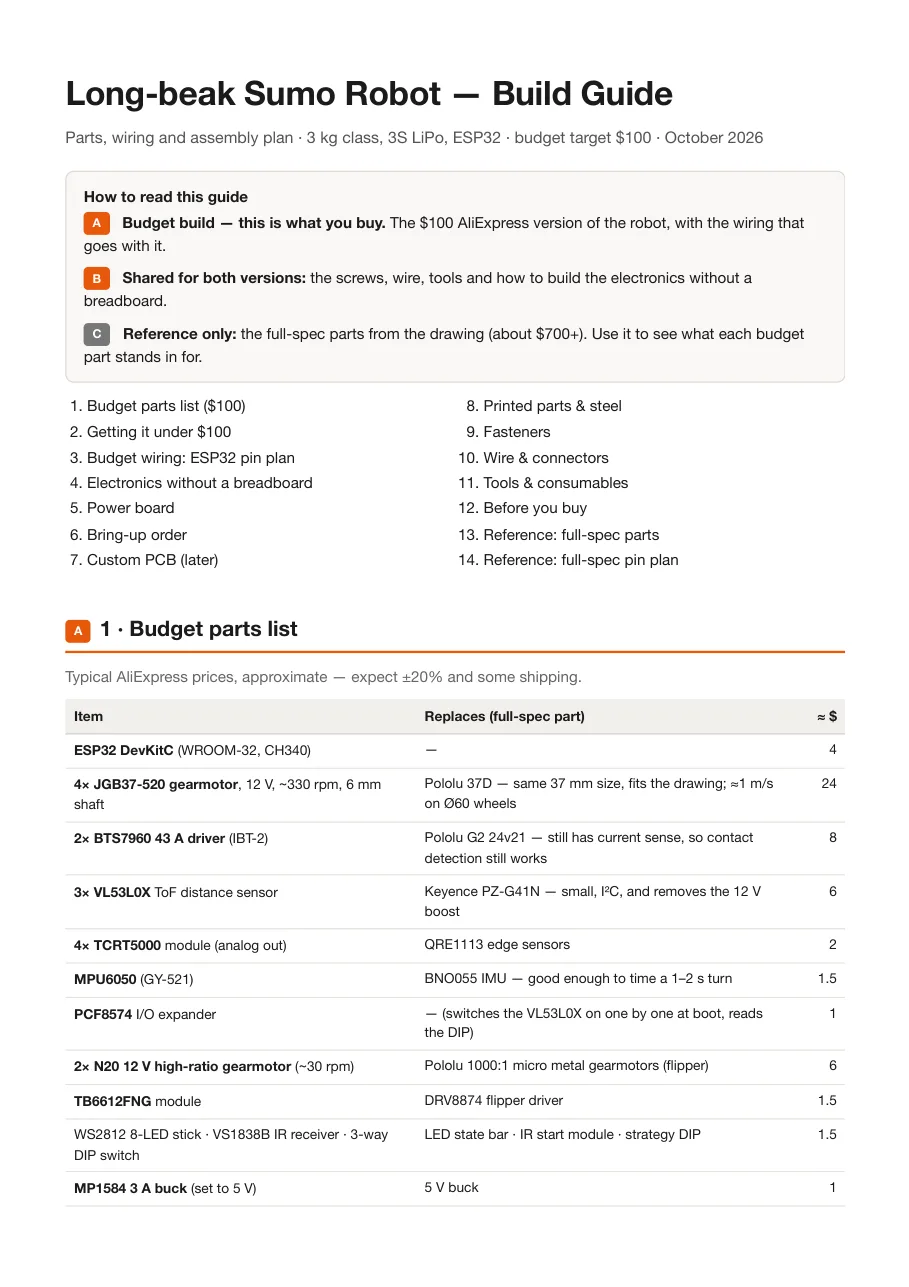 Long-beak Sumo Robot — Build Guide
Parts, wiring and assembly plan · 3 kg class, 3S LiPo, ESP32 · budget target $100 · October 2026
How to read this guide
A Budget build — this is what you buy. The $100 AliExpress version of the robot, with the wiring that
goes with it.
B Shared for both versions: the screws, wire, tools and how to build the electronics without a
breadboard.
C Reference only: the full-spec parts from the drawing (about $700+). Use it to see what each budget
part stands in for.
1. Budget parts list ($100)
2. Getting it under $100
3. Budget wiring: ESP32 pin plan
4. Electronics without a breadboard
5. Power board
6. Bring-up order
7. Custom PCB (later)
8. Printed parts & steel
9. Fasteners
10. Wire & connectors
11. Tools & consumables
12. Before you buy
13. Reference: full-spec parts
14. Reference: full-spec pin plan
A 1 · Budget parts list
Typical AliExpress prices, approximate — expect ±20% and some shipping.
Item Replaces (full-spec part) ≈ $
ESP32 DevKitC (WROOM-32, CH340) — 4
4× JGB37-520 gearmotor, 12 V, ~330 rpm, 6 mm Pololu 37D — same 37 mm size, fits the drawing; ≈1 m/s 24
shaft on Ø60 wheels
2× BTS7960 43 A driver (IBT-2) Pololu G2 24v21 — still has current sense, so contact 8
detection still works
3× VL53L0X ToF distance sensor Keyence PZ-G41N — small, I²C, and removes the 12 V 6
boost
4× TCRT5000 module (analog out) QRE1113 edge sensors 2
MPU6050 (GY-521) BNO055 IMU — good enough to time a 1–2 s turn 1.5
PCF8574 I/O expander — (switches the VL53L0X on one by one at boot, reads 1
the DIP)
2× N20 12 V high-ratio gearmotor (~30 rpm) Pololu 1000:1 micro metal gearmotors (flipper) 6
TB6612FNG module DRV8874 flipper driver 1.5
WS2812 8-LED stick · VS1838B IR receiver · 3-way LED state bar · IR start module · strategy DIP 1.5
DIP switch
MP1584 3 A buck (set to 5 V) 5 V buck 1